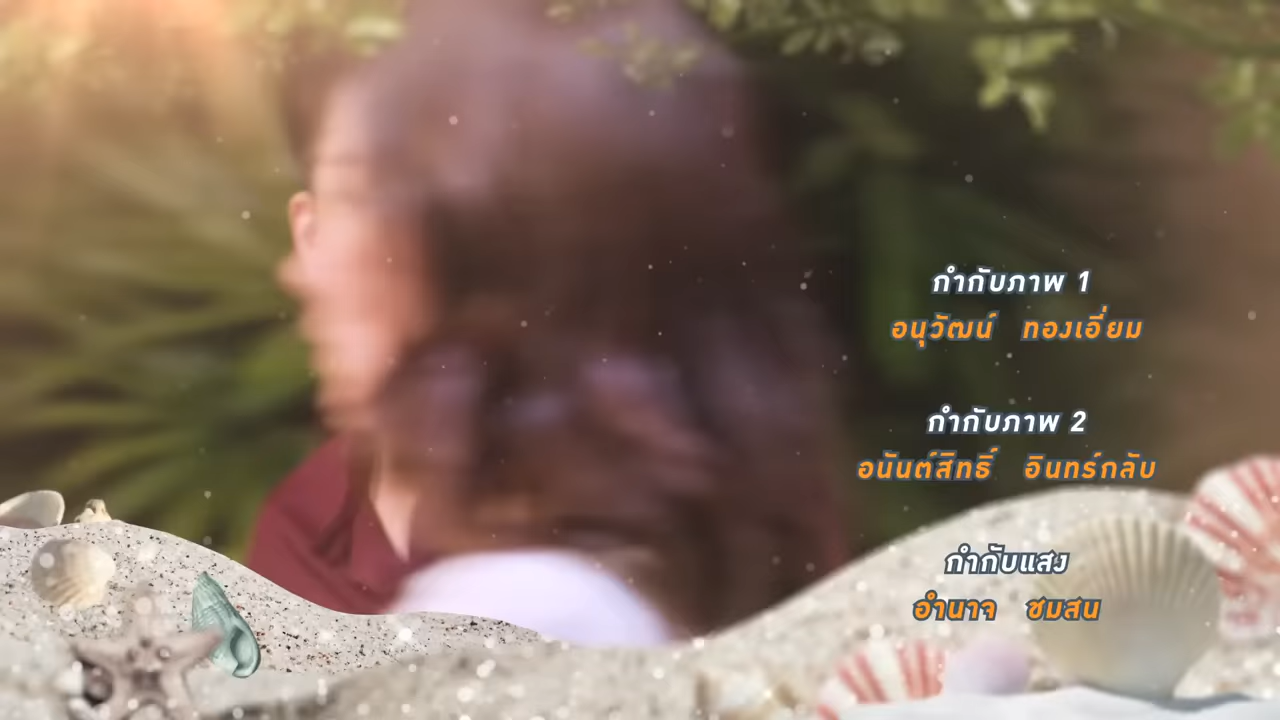 กำกับภาพ 1
อนุวัฒน์ ทองเอี่ยม
กำกับภาพ 2
อนันต์สิทธิ์ อินทร์กลับ
กำกับแสง
อำนาจ ชมสน